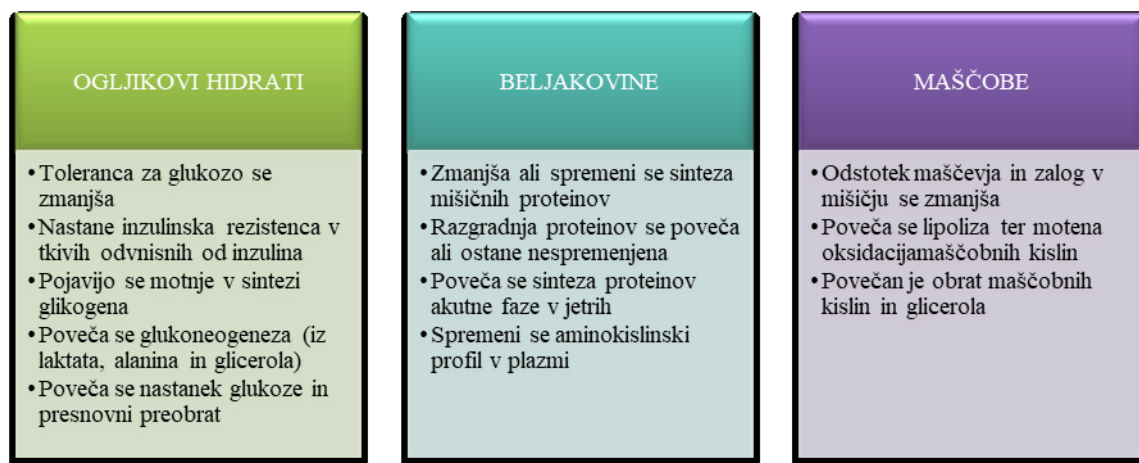 OGLJIKOVI HIDRATI
•Toleranca za glukozo se
zmanjša
•Nastane inzulinska rezistenca v
tkivih odvnisnih od inzulina
•Pojavijo se motnje v sintezi
glikogena
•Poveča se glukoneogeneza (iz
laktata, alanina in glicerola)
•Poveča se nastanek glukoze in
presnovni preobrat
BELJAKOVINE
•Zmanjša ali spremeni se sinteza
mišičnih proteinov
•Razgradnja proteinov se poveča
ali ostane nespremenjena
•Poveča se sinteza proteinov
akutne faze v jetrih
•Spremeni se aminokislinski
profil v plazmi
MAŠČOBE
•Odstotek maščevja in zalog v
mišičju se zmanjša
•Poveča se lipoliza ter motena
oksidacijamaščobnih kislin
•Povečan je obrat maščobnih
kislin in glicerola